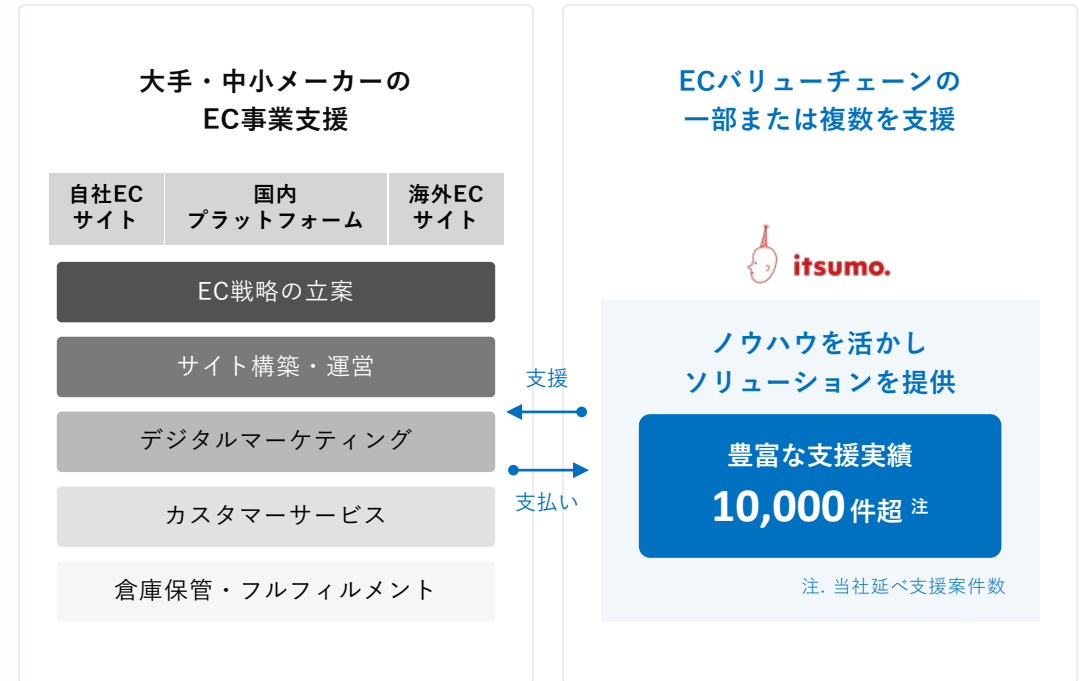 大手・中小メーカーの
EC事業支援
自社EC
サイト
国内
プラットフォーム
海外EC
サイト
EC戦略の立案
サイト構築・運営
デジタルマーケティング
カスタマーサービス
倉庫保管・フルフィルメント
支援
支払い
ECバリューチェーンの
一部または複数を支援
itsumo.
ノウハウを活かし
ソリューションを提供
豊富な支援実績
10,000件超 注
注. 当社延べ支援案件数